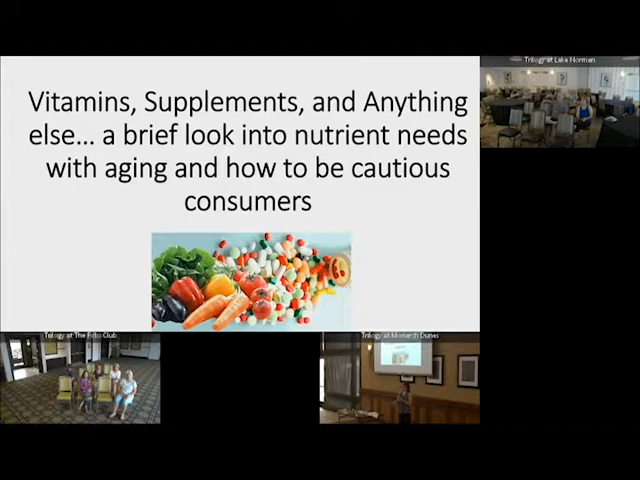 Trilogy at Lake Norman
Vitamins, Supplements, and Anything
else... a brief look into nutrient needs
with aging and how to be cautious
consumers
Trilogy at The Polo Club
Trilogy at Monarch Dunes